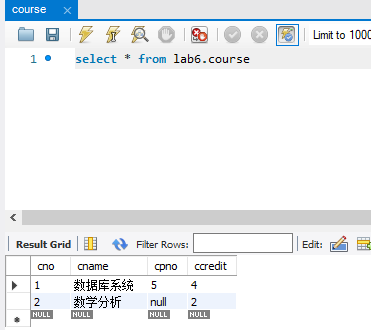 course
Limit to 1000
1 select * from lab6.course
Result Grid Filter Rows: Edit:
cno cname cpno ccredit
1 数据库系统 5 4
2 数学分析 null 2
NULL NULL NULL NULL